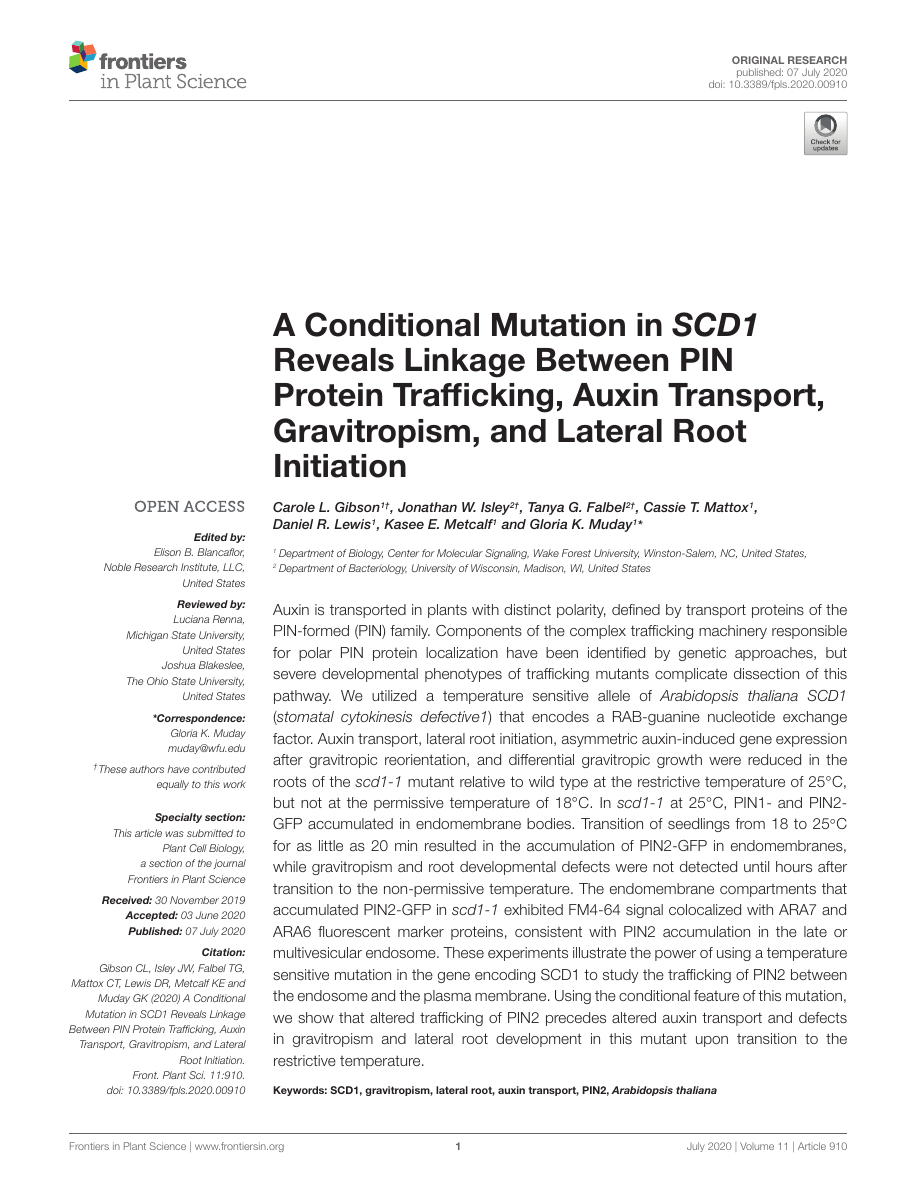 frontiers
in Plant Science
ORIGINAL RESEARCH
published: 07 July 2020
doi: 10.3389/fpls.2020.00910
Check for
updates
A Conditional Mutation in SCD1
Reveals Linkage Between PIN
Protein Trafficking, Auxin Transport,
Gravitropism, and Lateral Root
Initiation
Carole L. Gibson1†, Jonathan W. Isley2†, Tanya G. Falbel2†, Cassie T. Mattox1,
Daniel R. Lewis1, Kasee E. Metcalf1 and Gloria K. Muday1*
1 Department of Biology, Center for Molecular Signaling, Wake Forest University, Winston-Salem, NC, United States,
2 Department of Bacteriology, University of Wisconsin, Madison, WI, United States
OPEN ACCESS
Edited by:
Elison B. Blancaflor,
Noble Research Institute, LLC,
United States
Reviewed by:
Luciana Renna,
Michigan State University,
United States
Joshua Blakeslee,
The Ohio State University,
United States
*Correspondence:
Gloria K. Muday
muday@wfu.edu
†These authors have contributed
equally to this work
Specialty section:
This article was submitted to
Plant Cell Biology,
a section of the journal
Frontiers in Plant Science
Received: 30 November 2019
Accepted: 03 June 2020
Published: 07 July 2020
Citation:
Gibson CL, Isley JW, Falbel TG,
Mattox CT, Lewis DR, Metcalf KE and
Muday GK (2020) A Conditional
Mutation in SCD1 Reveals Linkage
Between PIN Protein Trafficking, Auxin
Transport, Gravitropism, and Lateral
Root Initiation.
Front. Plant Sci. 11:910.
doi: 10.3389/fpls.2020.00910
Auxin is transported in plants with distinct polarity, defined by transport proteins of the
PIN-formed (PIN) family. Components of the complex trafficking machinery responsible
for polar PIN protein localization have been identified by genetic approaches, but
severe developmental phenotypes of trafficking mutants complicate dissection of this
pathway. We utilized a temperature sensitive allele of Arabidopsis thaliana SCD1
(stomatal cytokinesis defective1) that encodes a RAB-guanine nucleotide exchange
factor. Auxin transport, lateral root initiation, asymmetric auxin-induced gene expression
after gravitropic reorientation, and differential gravitropic growth were reduced in the
roots of the scd1-1 mutant relative to wild type at the restrictive temperature of 25°C,
but not at the permissive temperature of 18°C. In scd1-1 at 25°C, PIN1- and PIN2-
GFP accumulated in endomembrane bodies. Transition of seedlings from 18 to 25°C
for as little as 20 min resulted in the accumulation of PIN2-GFP in endomembranes,
while gravitropism and root developmental defects were not detected until hours after
transition to the non-permissive temperature. The endomembrane compartments that
accumulated PIN2-GFP in scd1-1 exhibited FM4-64 signal colocalized with ARA7 and
ARA6 fluorescent marker proteins, consistent with PIN2 accumulation in the late or
multivesicular endosome. These experiments illustrate the power of using a temperature
sensitive mutation in the gene encoding SCD1 to study the trafficking of PIN2 between
the endosome and the plasma membrane. Using the conditional feature of this mutation,
we show that altered trafficking of PIN2 precedes altered auxin transport and defects
in gravitropism and lateral root development in this mutant upon transition to the
restrictive temperature.
Keywords: SCD1, gravitropism, lateral root, auxin transport, PIN2, Arabidopsis thaliana
Frontiers in Plant Science | www.frontiersin.org
1
July 2020 | Volume 11 | Article 910